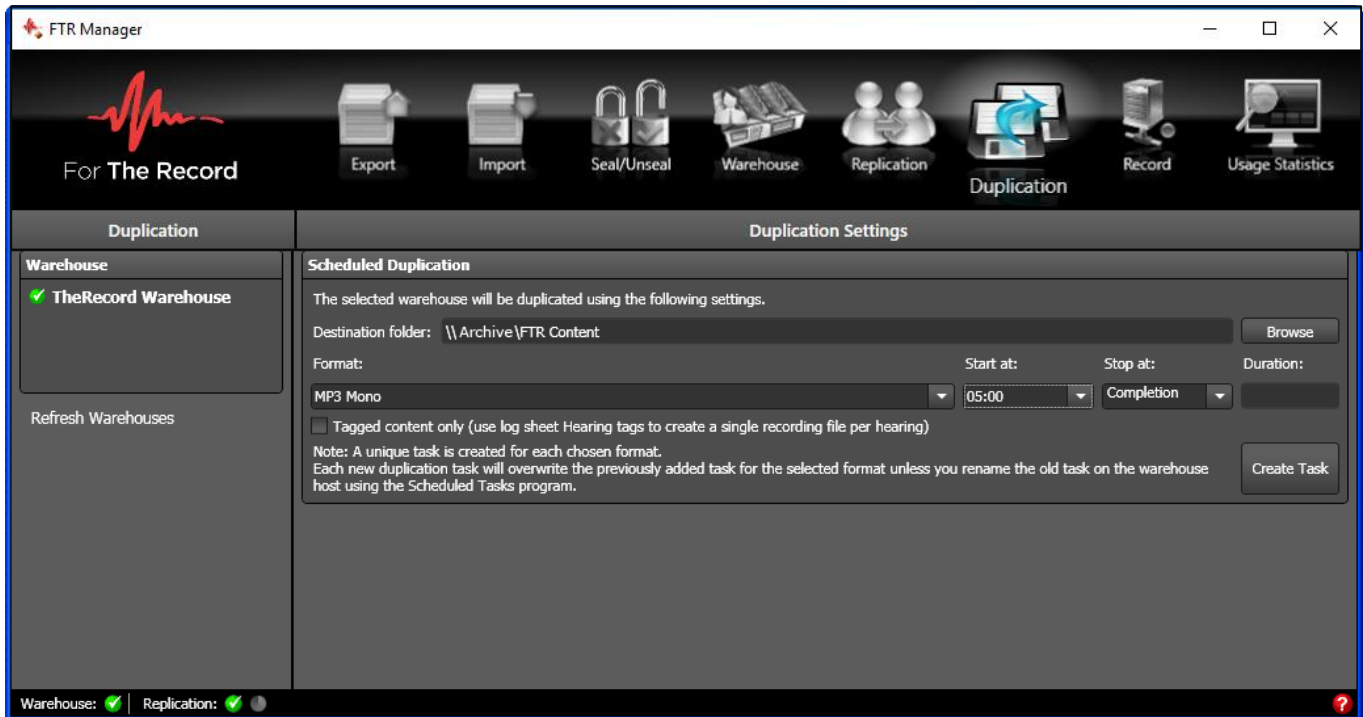 FTR Manager
For The Record
Export
Import
Seal/Unseal
Warehouse
Replication
Duplication
Record
Usage Statistics
Duplication
Duplication Settings
Warehouse
TheRecord Warehouse
Refresh Warehouses
Scheduled Duplication
The selected warehouse will be duplicated using the following settings.
Destination folder: \\Archive\FTR Content
Browse
Format:
Start at:
Stop at:
Duration:
MP3 Mono
05:00
Completion
Tagged content only (use log sheet Hearing tags to create a single recording file per hearing)
Note: A unique task is created for each chosen format.
Each new duplication task will overwrite the previously added task for the selected format unless you rename the old task on the warehouse
host using the Scheduled Tasks program.
Create Task
Warehouse:
Replication:
?